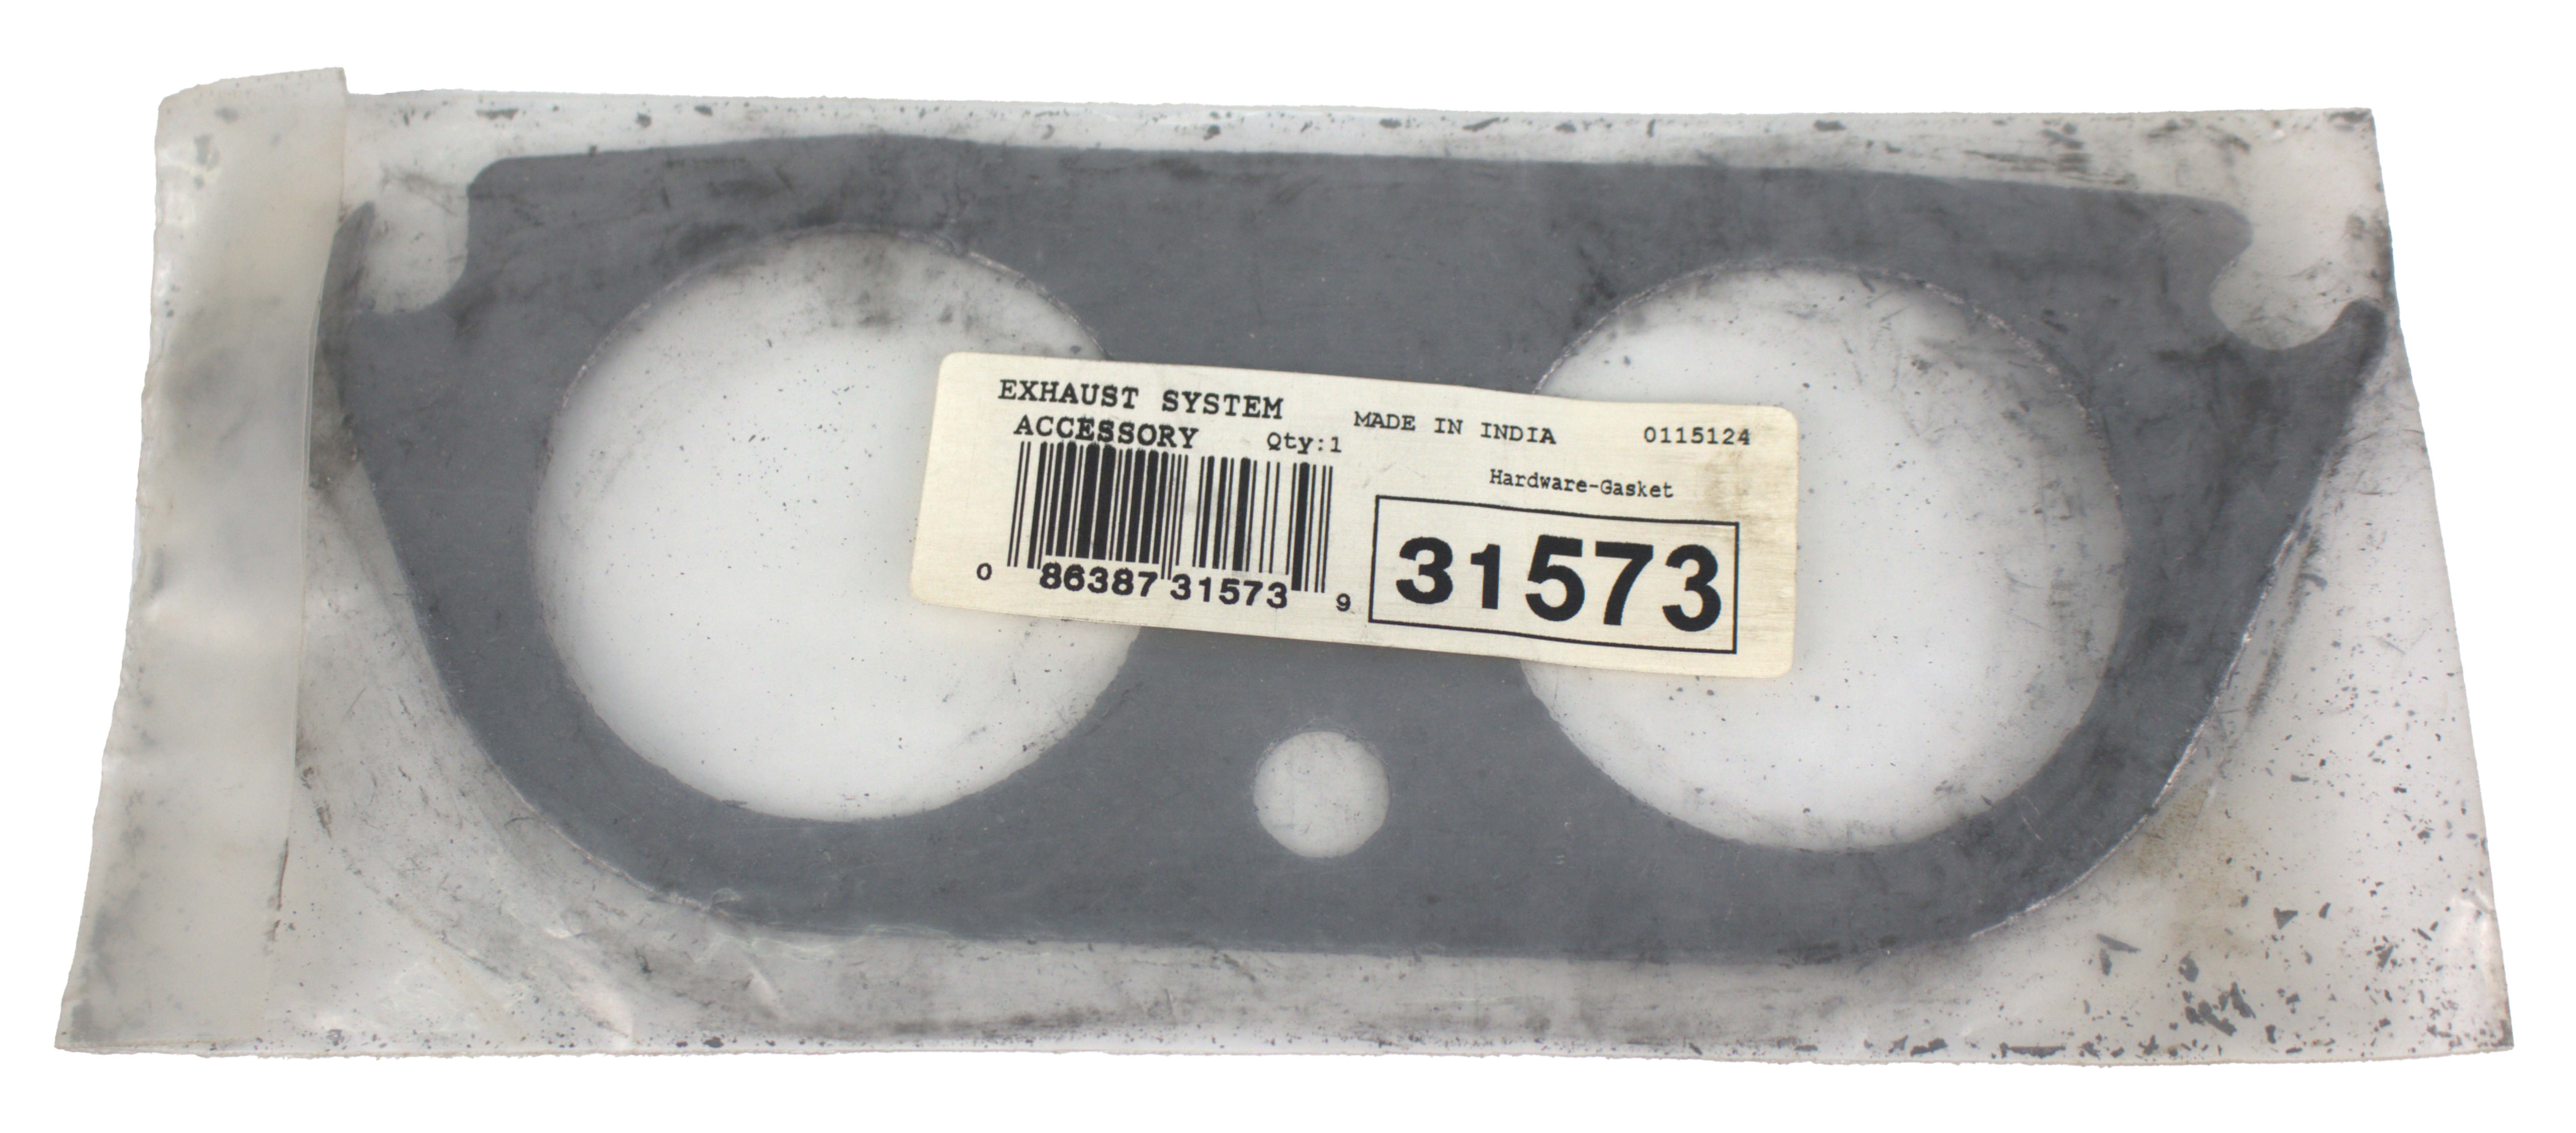 EXHAUST SYSTEM
ACCESSORY Qty:1
MADE IN INDIA 0115124
Hardware-Gasket
31573
0 86387 31573 9